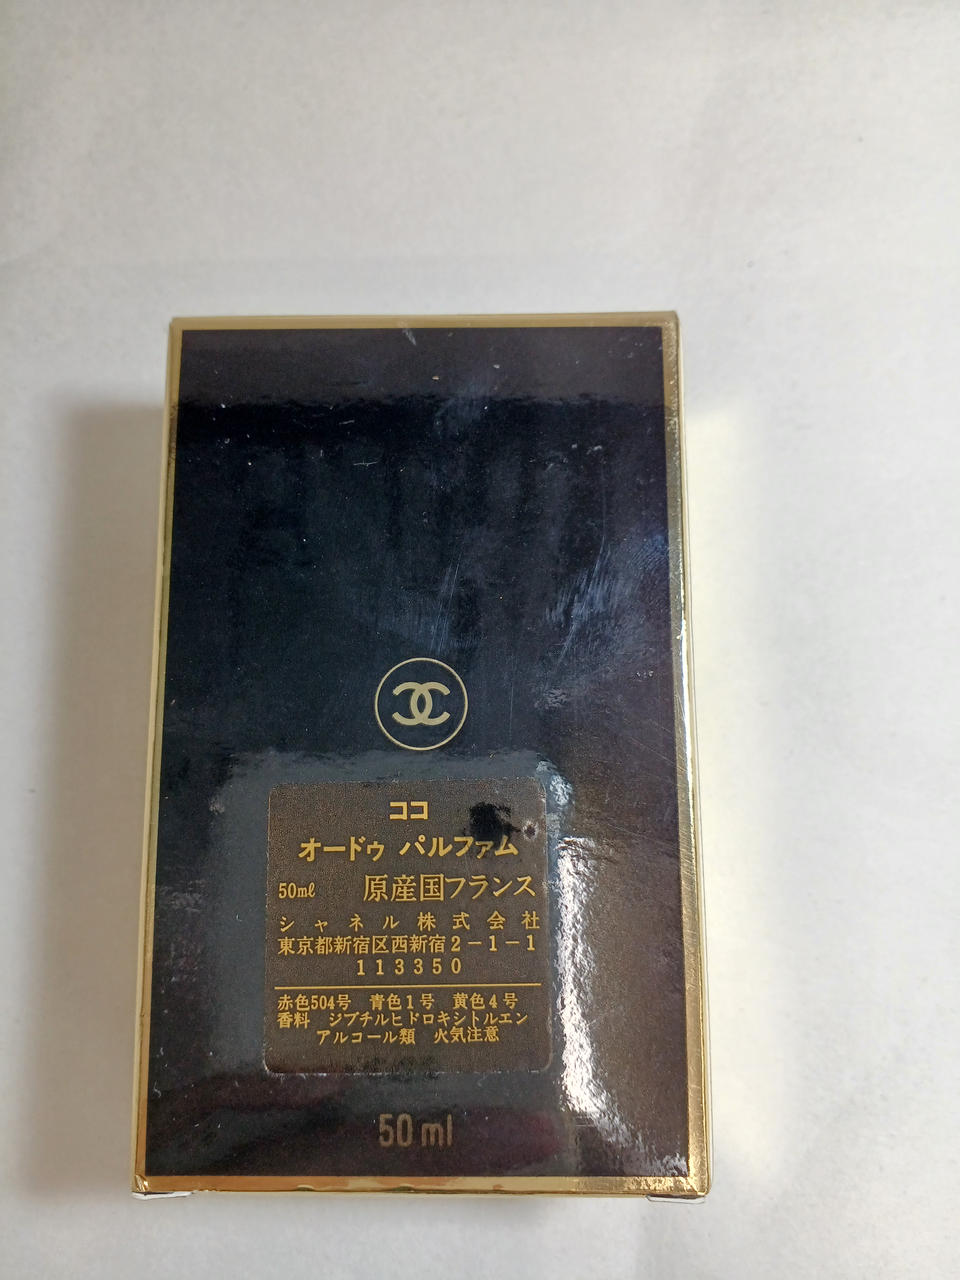 ココ
オードゥ パルファム
50㎖ 原産国フランス
シャネル株式会社
東京都新宿区西新宿2-1-1
113350
赤色504号 青色1号 黄色4号
香料 ジブチルヒドロキシトルエン
アルコール類 火気注意
50 ml